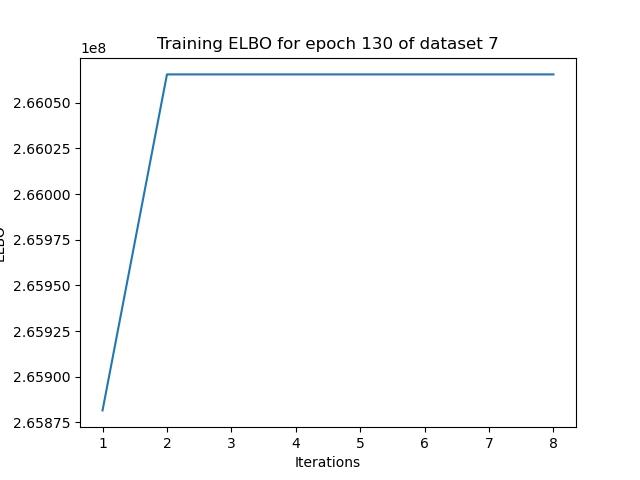 Training ELBO for epoch 130 of dataset 7
1e8
2.66050
2.66025
2.66000
2.65975
2.65950
2.65925
2.65900
2.65875
ELBO
1 2 3 4 5 6 7 8
Iterations